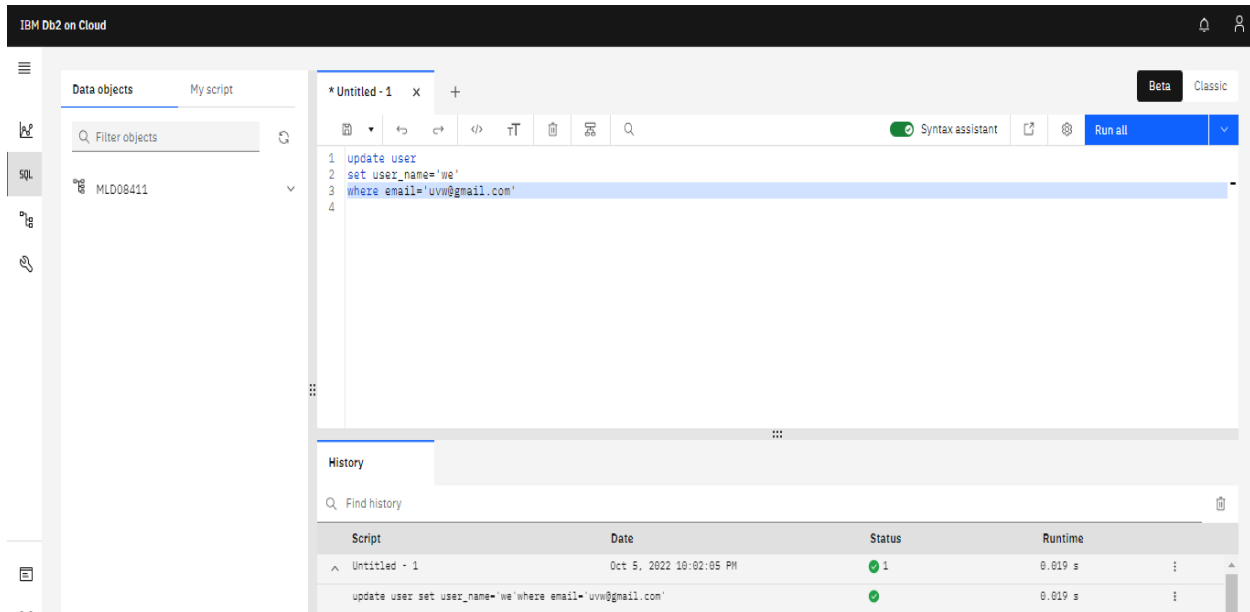 IBM Db2 on Cloud
Data objects
My script
* Untitled - 1
x
+
Beta
Classic
Filter objects
Syntax assistant
Run all
SQL
MLD08411
1 update user
2 set user_name='we'
3 where email='uvw@gmail.com'
4
History
Find history
Script Date Status Runtime
Untitled - 1 Oct 5, 2022 10:02:05 PM 1 0.019 s
update user set user_name='we'where email='uvw@gmail.com' 0.019 s